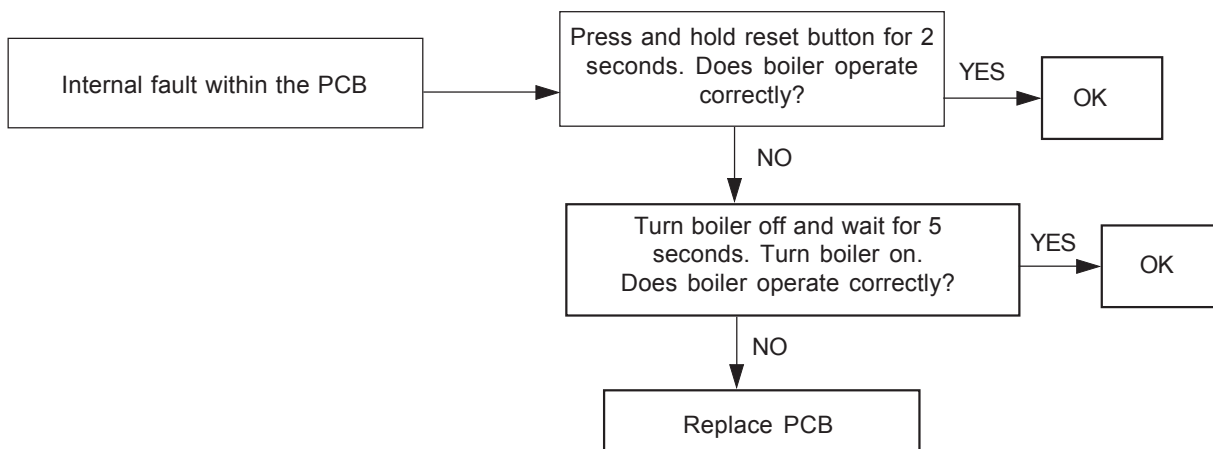 Internal fault within the PCB
Press and hold reset button for 2
seconds. Does boiler operate
correctly?
YES
OK
NO
Turn boiler off and wait for 5
seconds. Turn boiler on.
Does boiler operate correctly?
YES
OK
NO
Replace PCB